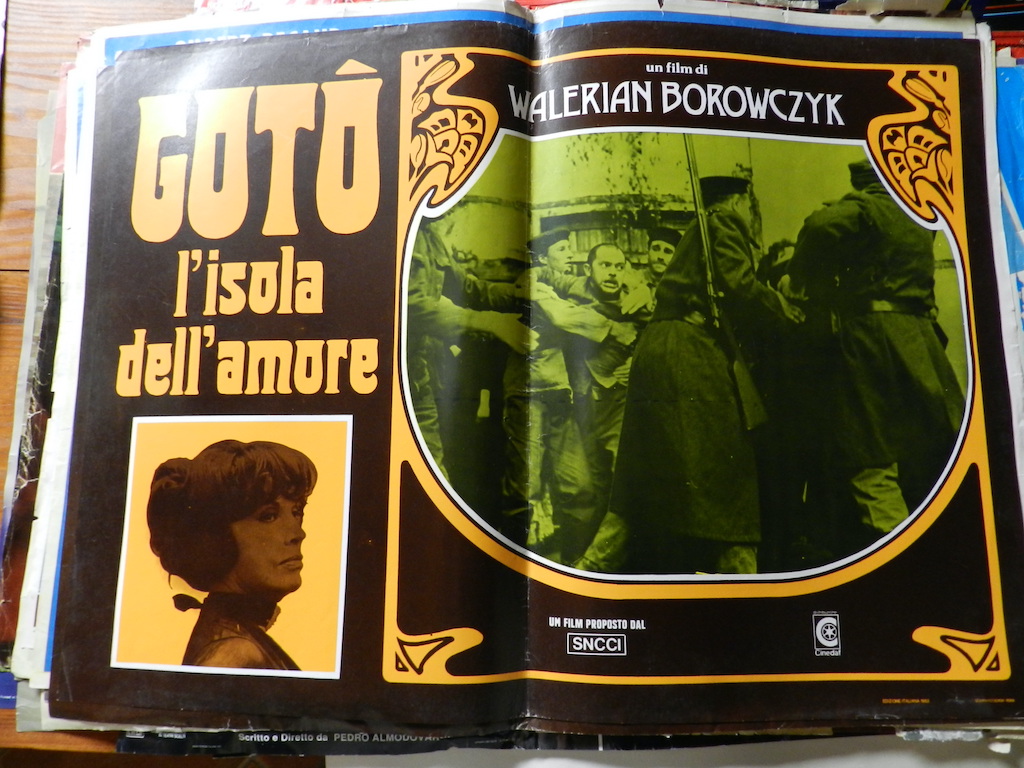 GOTÔ
l'isola
dell'amore
un film di
WALERIAN BOROWCZYK
UN FILM PROPOSTO DAL
SNCCI
Cinedaf
Scritto e Diretto da PEDRO ALMODOVAR